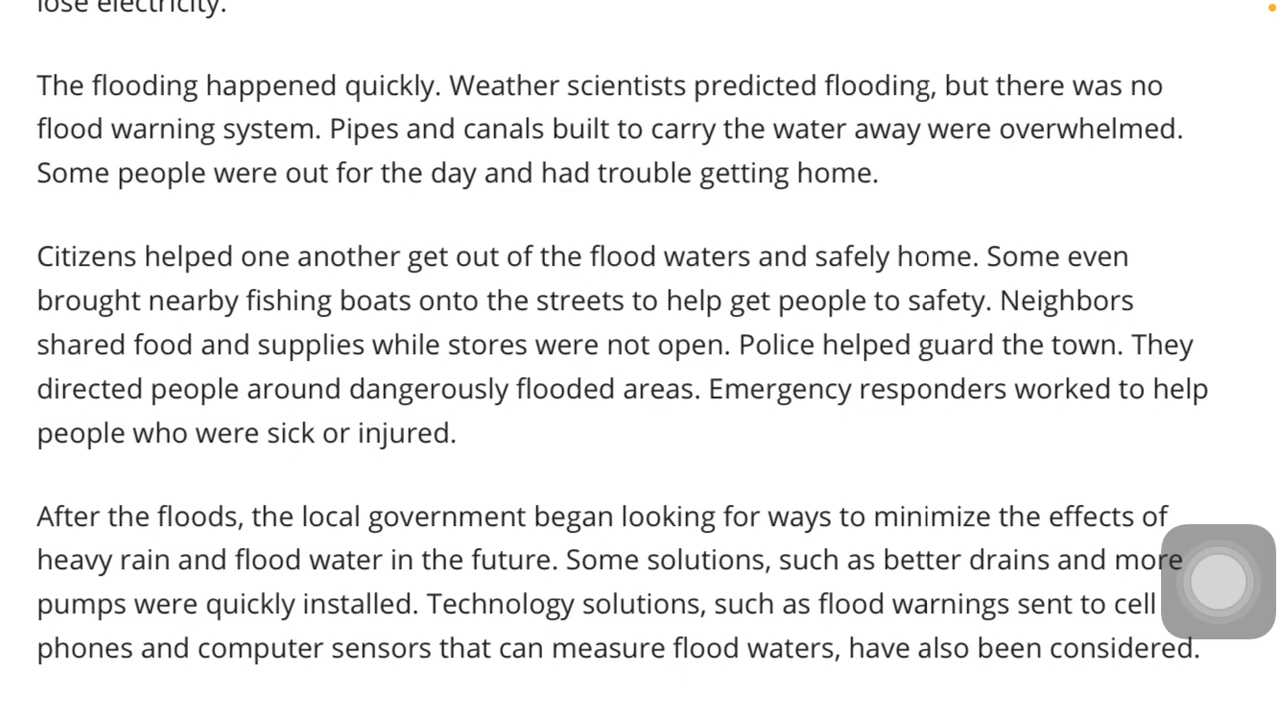 lose electricity.
The flooding happened quickly. Weather scientists predicted flooding, but there was no
flood warning system. Pipes and canals built to carry the water away were overwhelmed.
Some people were out for the day and had trouble getting home.
Citizens helped one another get out of the flood waters and safely home. Some even
brought nearby fishing boats onto the streets to help get people to safety. Neighbors
shared food and supplies while stores were not open. Police helped guard the town. They
directed people around dangerously flooded areas. Emergency responders worked to help
people who were sick or injured.
After the floods, the local government began looking for ways to minimize the effects of
heavy rain and flood water in the future. Some solutions, such as better drains and more
pumps were quickly installed. Technology solutions, such as flood warnings sent to cell
phones and computer sensors that can measure flood waters, have also been considered.